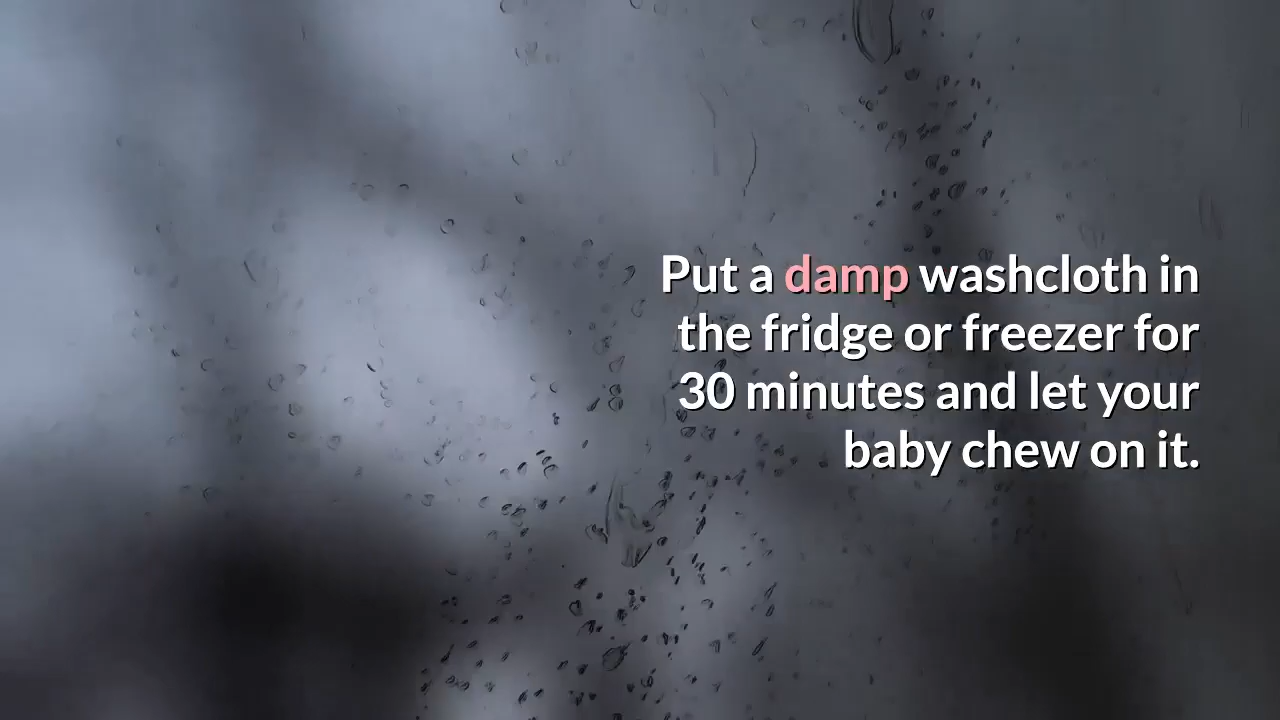 Put a damp washcloth in
the fridge or freezer for
30 minutes and let your
baby chew on it.